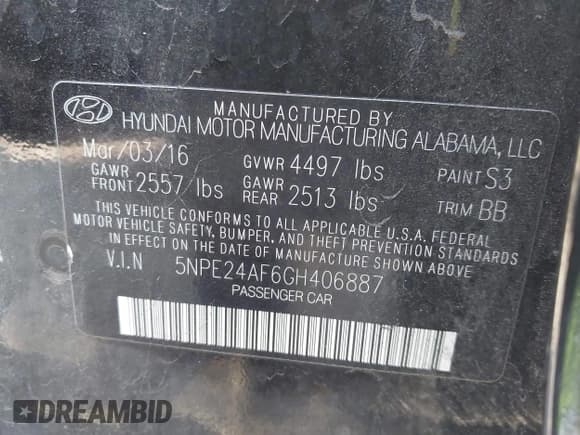 MANUFACTURED BY
HYUNDAI MOTOR MANUFACTURING ALABAMA, LLC
Mar/03/16 GVWR 4497 lbs PAINT S3
GAWR FRONT 2557 lbs GAWR REAR 2513 lbs TRIM BB
THIS VEHICLE CONFORMS TO ALL APPLICABLE U.S.A. FEDERAL
MOTOR VEHICLE SAFETY, BUMPER, AND THEFT PREVENTION STANDARDS
IN EFFECT ON THE DATE OF MANUFACTURE SHOWN ABOVE
V.I.N 5NPE24AF6GH406887
PASSENGER CAR
DREAMBID